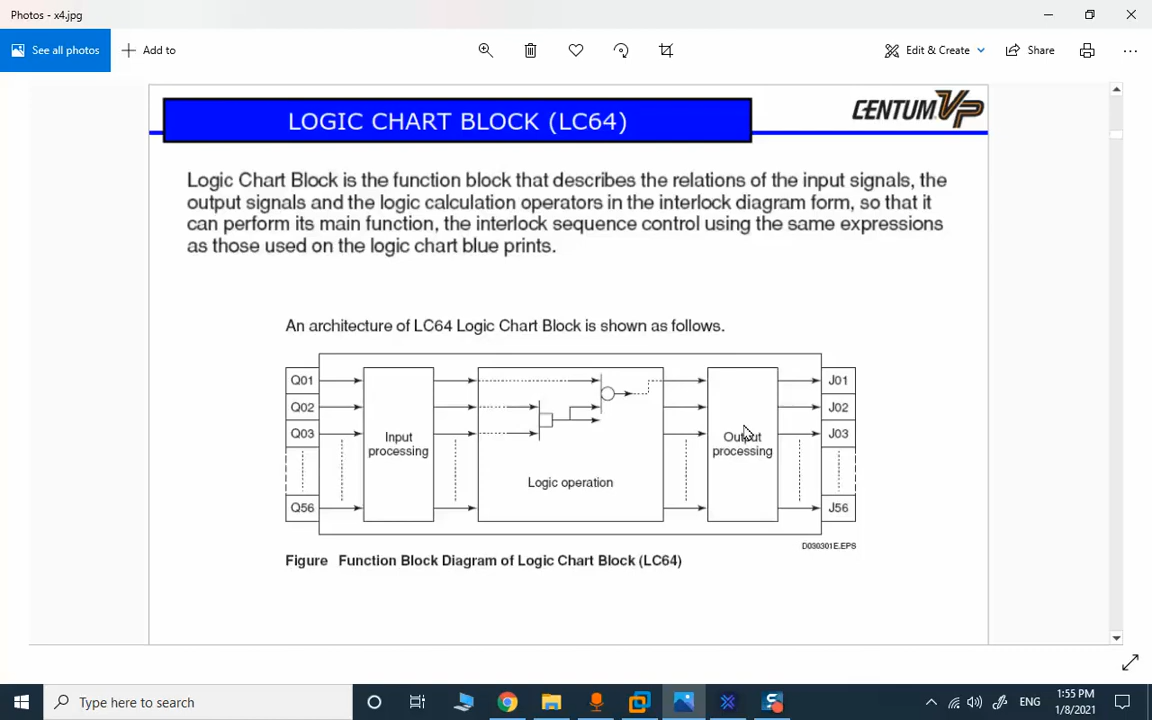 Photos - x4.jpg
See all photos
Add to
Edit & Create
Share
LOGIC CHART BLOCK (LC64)
CENTUM VP
Logic Chart Block is the function block that describes the relations of the input signals, the
output signals and the logic calculation operators in the interlock diagram form, so that it
can perform its main function, the interlock sequence control using the same expressions
as those used on the logic chart blue prints.
An architecture of LC64 Logic Chart Block is shown as follows.
Q01
J01
Q02
J02
Q03
Input
processing
Output
processing
J03
Logic operation
Q56
J56
D030301E.EPS
Figure Function Block Diagram of Logic Chart Block (LC64)
Type here to search
ENG
1:55 PM
1/8/2021